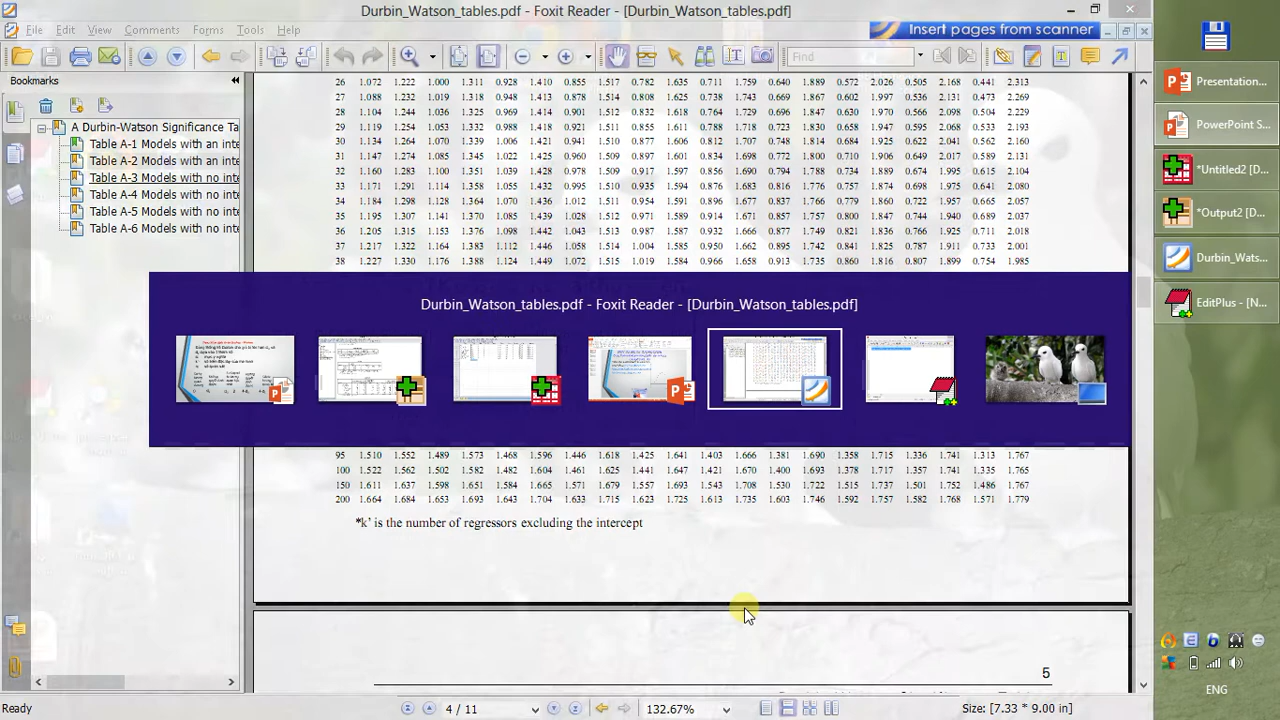 Durbin_Watson_tables.pdf - Foxit Reader - [Durbin_Watson_tables.pdf]
File Edit View Comments Forms Tools Help
Insert pages from scanner
Find
Bookmarks
A Durbin-Watson Significance Ta
Table A-1 Models with an inte
Table A-2 Models with an inte
Table A-3 Models with no inte
Table A-4 Models with no inte
Table A-5 Models with no inte
Table A-6 Models with no inte
26 1.072 1.222 1.000 1.311 0.928 1.410 0.855 1.517 0.782 1.635 0.711 1.759 0.640 1.889 0.572 2.026 0.505 2.168 0.441 2.313
27 1.088 1.232 1.019 1.318 0.948 1.413 0.878 1.514 0.808 1.625 0.738 1.743 0.669 1.867 0.602 1.997 0.536 2.131 0.473 2.269
28 1.104 1.244 1.036 1.325 0.969 1.414 0.901 1.512 0.832 1.618 0.764 1.729 0.696 1.847 0.630 1.970 0.566 2.098 0.504 2.229
29 1.119 1.254 1.053 1.332 0.988 1.418 0.921 1.511 0.855 1.611 0.788 1.718 0.723 1.830 0.658 1.947 0.595 2.068 0.533 2.193
30 1.134 1.264 1.070 1.339 1.006 1.421 0.941 1.510 0.877 1.606 0.812 1.707 0.748 1.814 0.684 1.925 0.622 2.041 0.562 2.160
31 1.147 1.274 1.085 1.345 1.022 1.425 0.960 1.509 0.897 1.601 0.834 1.698 0.772 1.800 0.710 1.906 0.649 2.017 0.589 2.131
32 1.160 1.283 1.100 1.351 1.039 1.428 0.978 1.509 0.917 1.597 0.856 1.690 0.794 1.788 0.734 1.889 0.674 1.995 0.615 2.104
33 1.171 1.291 1.114 1.055 1.435 0.995 1.510 0.935 1.594 0.876 1.683 0.816 1.776 0.757 1.874 0.698 1.975 0.641 2.080
34 1.184 1.298 1.128 1.364 1.070 1.436 1.012 1.511 0.954 1.591 0.896 1.677 0.837 1.766 0.779 1.860 0.722 1.957 0.665 2.057
35 1.195 1.307 1.141 1.371 1.085 1.439 1.028 1.512 0.971 1.589 0.914 1.671 0.857 1.757 0.800 1.847 0.744 1.940 0.689 2.037
36 1.205 1.315 1.153 1.098 1.442 1.043 1.513 0.987 1.587 0.932 1.666 0.877 1.749 0.821 1.836 0.766 1.925 0.711 2.018
37 1.217 1.322 1.164 1.383 1.112 1.446 1.058 1.514 1.004 1.585 0.950 1.662 0.895 1.742 0.841 1.825 0.787 1.911 0.733 2.001
38 1.227 1.330 1.176 1.124 1.449 1.072 1.515 1.019 1.584 0.966 1.658 0.913 1.735 0.860 1.816 0.807 1.899 0.754 1.985
Durbin_Watson_tables.pdf - Foxit Reader - [Durbin_Watson_tables.pdf]
95 1.510 1.552 1.489 1.573 1.468 1.596 1.446 1.618 1.425 1.641 1.403 1.666 1.381 1.690 1.358 1.715 1.336 1.741 1.313 1.767
100 1.522 1.562 1.502 1.582 1.482 1.604 1.461 1.625 1.441 1.647 1.421 1.670 1.400 1.693 1.378 1.717 1.357 1.741 1.335 1.765
150 1.611 1.637 1.598 1.651 1.584 1.665 1.571 1.679 1.557 1.693 1.543 1.708 1.530 1.722 1.515 1.737 1.501 1.752 1.486 1.767
200 1.664 1.684 1.653 1.693 1.643 1.704 1.633 1.715 1.623 1.725 1.613 1.735 1.603 1.746 1.592 1.757 1.582 1.768 1.571 1.779
*k' is the number of regressors excluding the intercept
5
Ready
4 / 11
132.67%
Size: [7.33 * 9.00 in]
Presentation...
PowerPoint S...
*Untitled2 [D...
*Output2 [D...
Durbin_Wats...
EditPlus - [N...
ENG